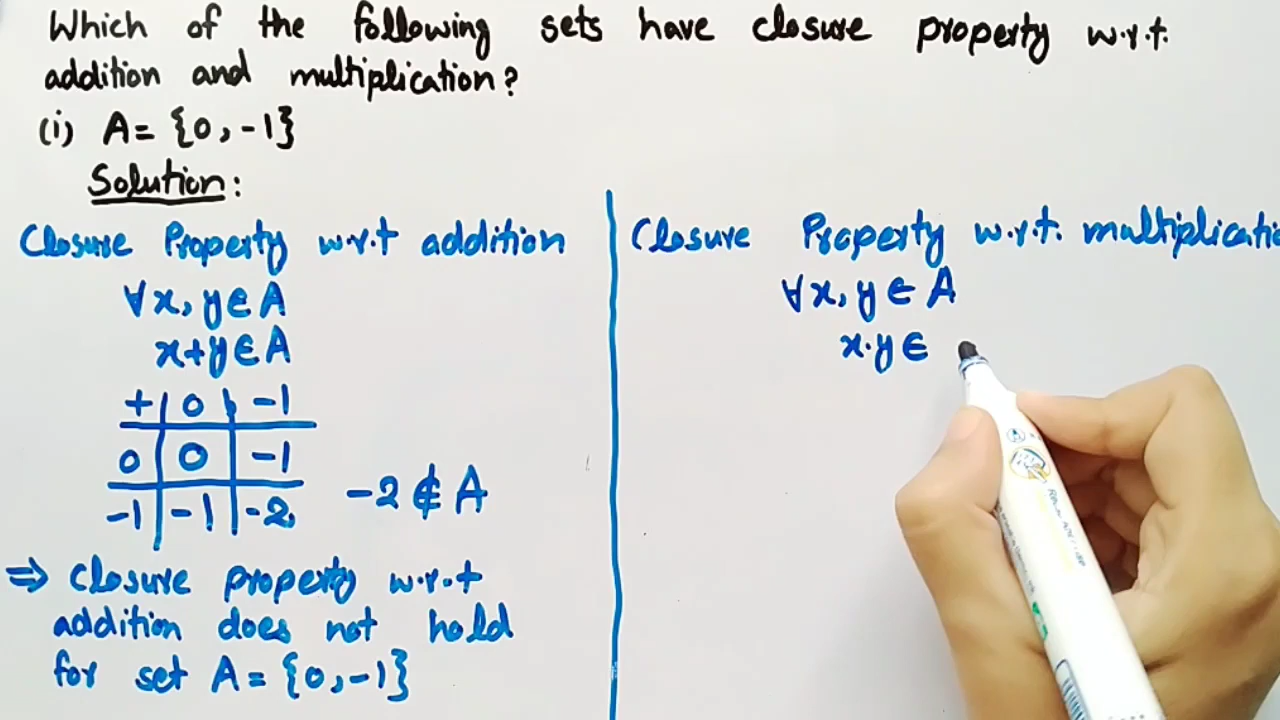 Which of the following sets have closure property w.r.t.
addition and multiplication?
(i) A = {0, -1}
Solution:
Closure Property w.r.t addition
∀ x, y ∈ A
x+y ∈ A
+ | 0 | -1
0 | 0 | -1
-1 | -1 | -2
-2 ∉ A
⇒ Closure property w.r.t
addition does not hold
for set A = {0, -1}
Closure Property w.r.t. multiplicatio
∀ x, y ∈ A
x·y ∈